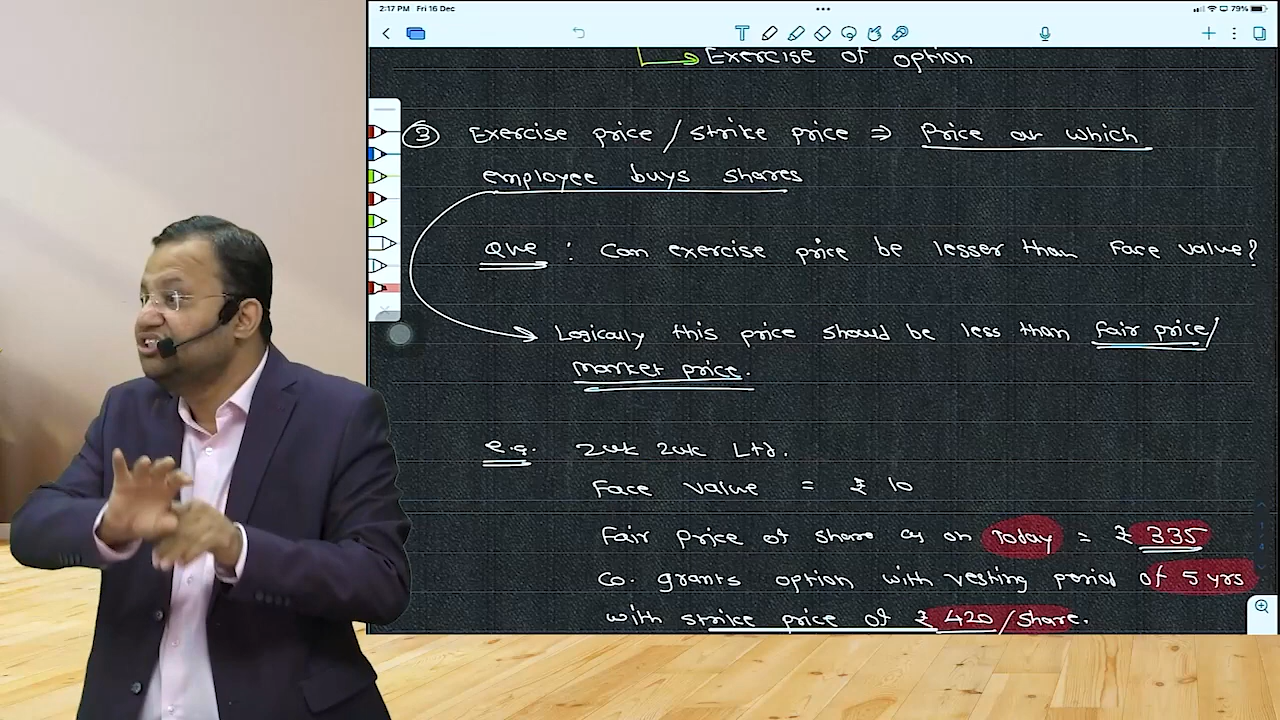 2:17 PM Fri 16 Dec
79%
Exercise of option
③ Exercise price / strike price ⇒ Price at which
employee buys shares
Que : Can exercise price be lesser than Face value?
→ Logically this price should be less than fair price/
market price.
e.g. Zuk Zuk Ltd.
Face value = ₹ 10
Fair price of share as on Today = ₹ 335
Co. grants option with vesting period of 5 yrs
with strike price of ₹ 420/share.